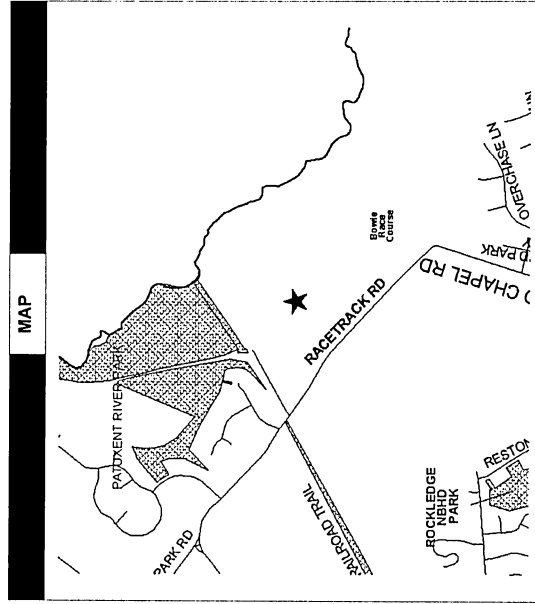 MAP
PATUXENT RIVER PARK
Bowie
Race
Course
RACETRACK RD
OVERCHASE LN
CHAPEL RD
PARK
PARK RD
RAILROAD TRAIL
ROCKLEDGE
NBHD
PARK
RESTON